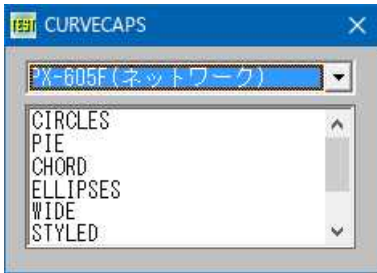 TEST CURVECAPS
PX-605F(ネットワーク)
CIRCLES
PIE
CHORD
ELLIPSES
WIDE
STYLED